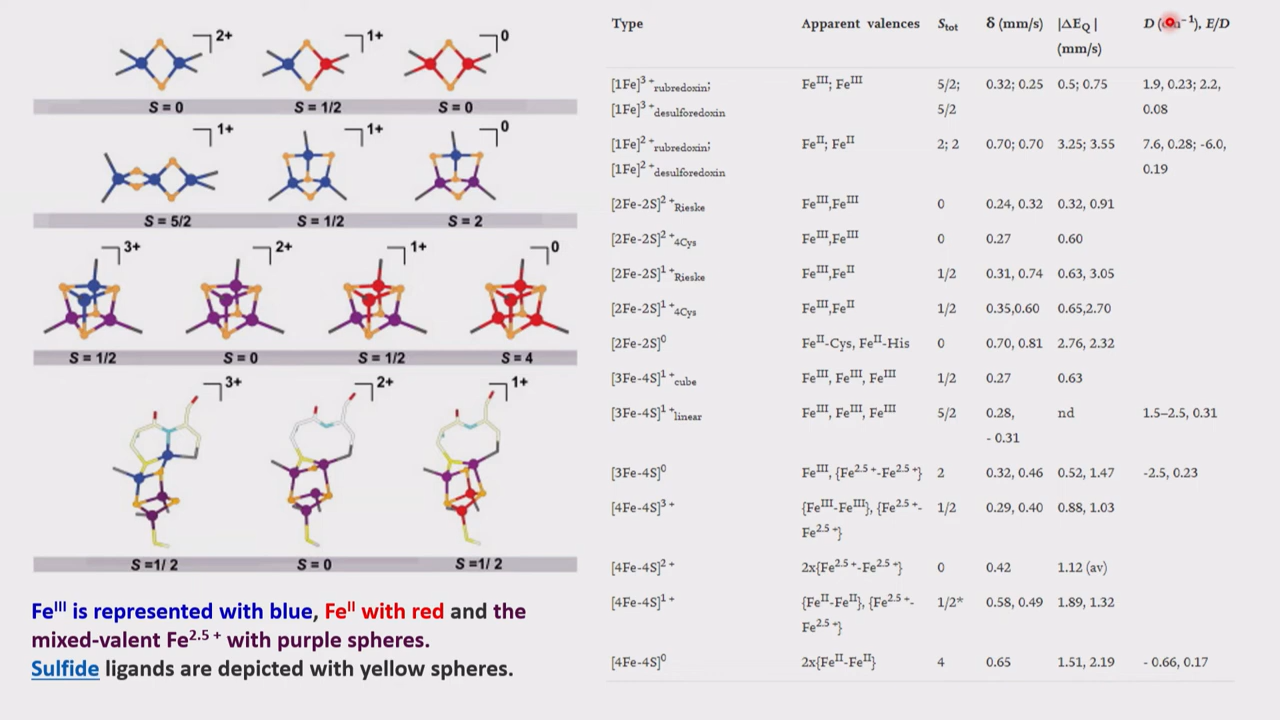 2+ 1+ 0
S = 0 S = 1/2 S = 0
1+ 1+ 0
S = 5/2 S = 1/2 S = 2
3+ 2+ 1+ 0
S = 1/2 S = 0 S = 1/2 S = 4
3+ 2+ 1+
S =1/ 2 S = 0 S =1/ 2
Fe^III is represented with blue, Fe^II with red and the
mixed-valent Fe^2.5 + with purple spheres.
Sulfide ligands are depicted with yellow spheres.
Type Apparent valences S_tot δ (mm/s) |ΔE_Q | D ( ⁻¹), E/D
(mm/s)
[1Fe]^3 +_rubredoxin; Fe^III; Fe^III 5/2; 0.32; 0.25 0.5; 0.75 1.9, 0.23; 2.2,
[1Fe]^3 +_desulforedoxin 5/2 0.08
[1Fe]^2 +_rubredoxin; Fe^II; Fe^II 2; 2 0.70; 0.70 3.25; 3.55 7.6, 0.28; -6.0,
[1Fe]^2 +_desulforedoxin 0.19
[2Fe-2S]^2 +_Rieske Fe^III,Fe^III 0 0.24, 0.32 0.32, 0.91
[2Fe-2S]^2 +_4Cys Fe^III,Fe^III 0 0.27 0.60
[2Fe-2S]^1 +_Rieske Fe^III,Fe^II 1/2 0.31, 0.74 0.63, 3.05
[2Fe-2S]^1 +_4Cys Fe^III,Fe^II 1/2 0.35,0.60 0.65,2.70
[2Fe-2S]^0 Fe^II-Cys, Fe^II-His 0 0.70, 0.81 2.76, 2.32
[3Fe-4S]^1 +_cube Fe^III, Fe^III, Fe^III 1/2 0.27 0.63
[3Fe-4S]^1 +_linear Fe^III, Fe^III, Fe^III 5/2 0.28, nd 1.5–2.5, 0.31
- 0.31
[3Fe-4S]^0 Fe^III, {Fe^2.5 +-Fe^2.5 +} 2 0.32, 0.46 0.52, 1.47 -2.5, 0.23
[4Fe-4S]^3 + {Fe^III-Fe^III}, {Fe^2.5 +- 1/2 0.29, 0.40 0.88, 1.03
Fe^2.5 +}
[4Fe-4S]^2 + 2x{Fe^2.5 +-Fe^2.5 +} 0 0.42 1.12 (av)
[4Fe-4S]^1 + {Fe^II-Fe^II}, {Fe^2.5 +- 1/2* 0.58, 0.49 1.89, 1.32
Fe^2.5 +}
[4Fe-4S]^0 2x{Fe^II-Fe^II} 4 0.65 1.51, 2.19 - 0.66, 0.17